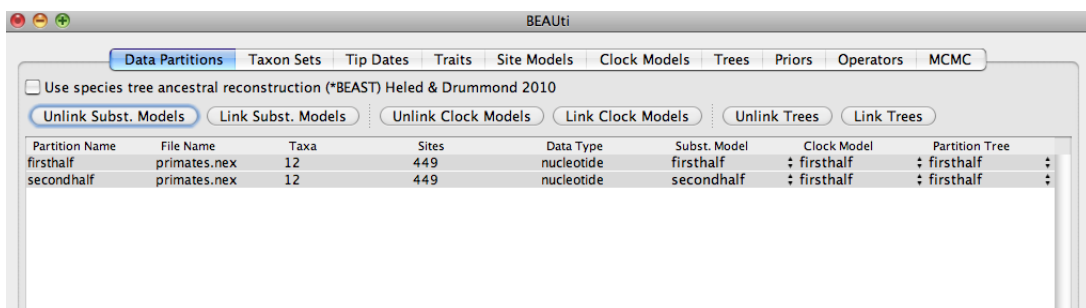 BEAUti
Data Partitions Taxon Sets Tip Dates Traits Site Models Clock Models Trees Priors Operators MCMC
Use species tree ancestral reconstruction (*BEAST) Heled & Drummond 2010
Unlink Subst. Models Link Subst. Models Unlink Clock Models Link Clock Models Unlink Trees Link Trees
Partition Name File Name Taxa Sites Data Type Subst. Model Clock Model Partition Tree
firsthalf primates.nex 12 449 nucleotide firsthalf firsthalf firsthalf
secondhalf primates.nex 12 449 nucleotide secondhalf firsthalf firsthalf